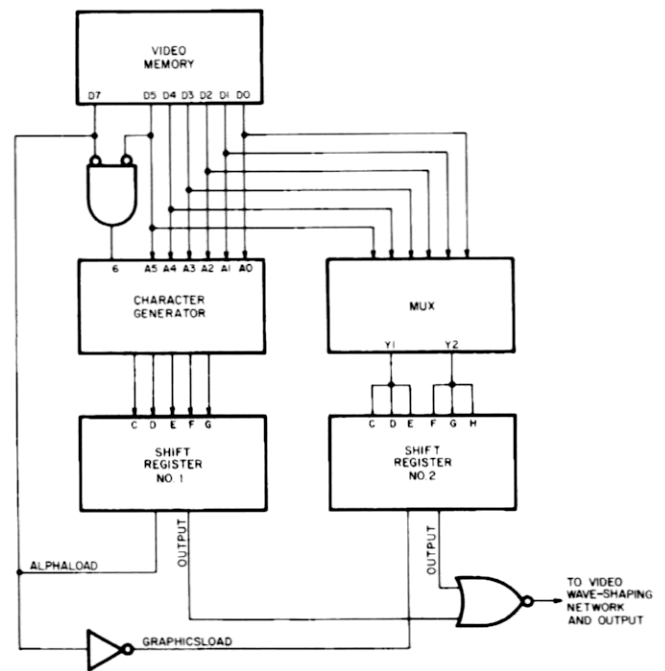 VIDEO
MEMORY
D7 D5 D4 D3 D2 D1 D0
6 A5 A4 A3 A2 A1 A0
CHARACTER
GENERATOR
MUX
Y1 Y2
C D E F G
C D E F G H
SHIFT
REGISTER
NO. 1
SHIFT
REGISTER
NO. 2
OUTPUT
OUTPUT
ALPHALOAD
GRAPHICSLOAD
TO VIDEO
WAVE-SHAPING
NETWORK
AND OUTPUT